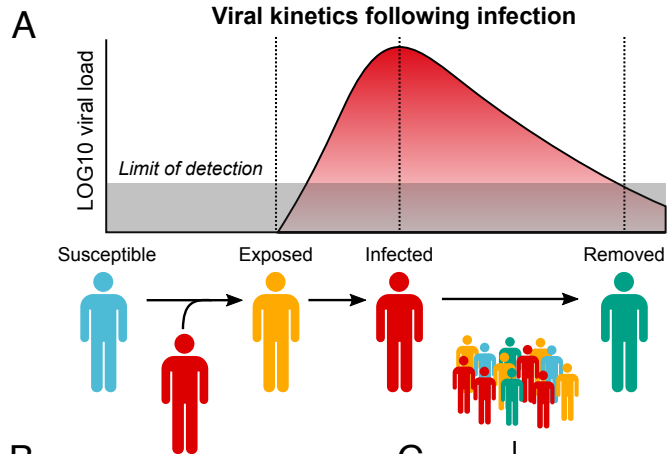 A
Viral kinetics following infection
LOG10 viral load
Limit of detection
Susceptible Exposed Infected Removed